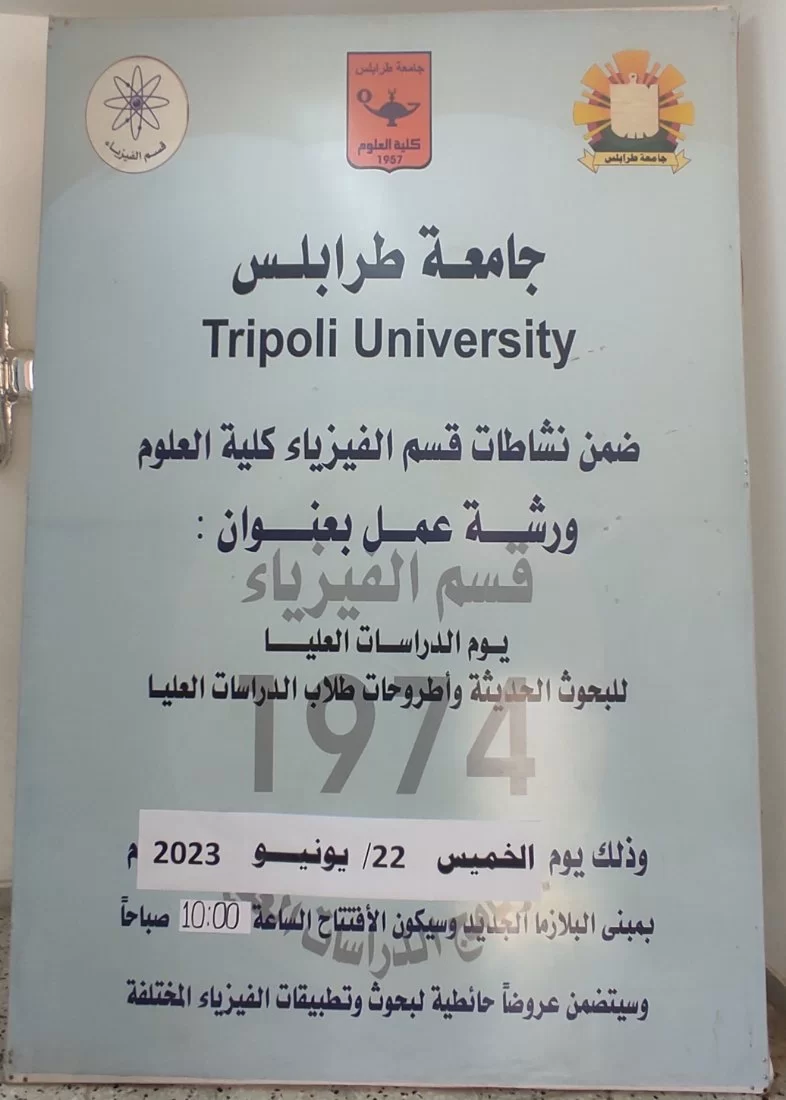 قسم الفيزياء
جامعة طرابلس
كلية العلوم
1957
جامعة طرابلس
جامعة طرابلس
Tripoli University
ضمن نشاطات قسم الفيزياء كلية العلوم
ورشة عمل بعنوان :
قسم الفيزياء
يوم الدراسات العليا
للبحوث الحديثة وأطروحات طلاب الدراسات العليا
1974
وذلك يوم الخميس 22/ يونيو 2023 م
بمبنى البلازما الجديد وسيكون الأفتتاح الساعة 10:00 صباحاً
الدراسات
وسيتضمن عروضاً حائطية لبحوث وتطبيقات الفيزياء المختلفة